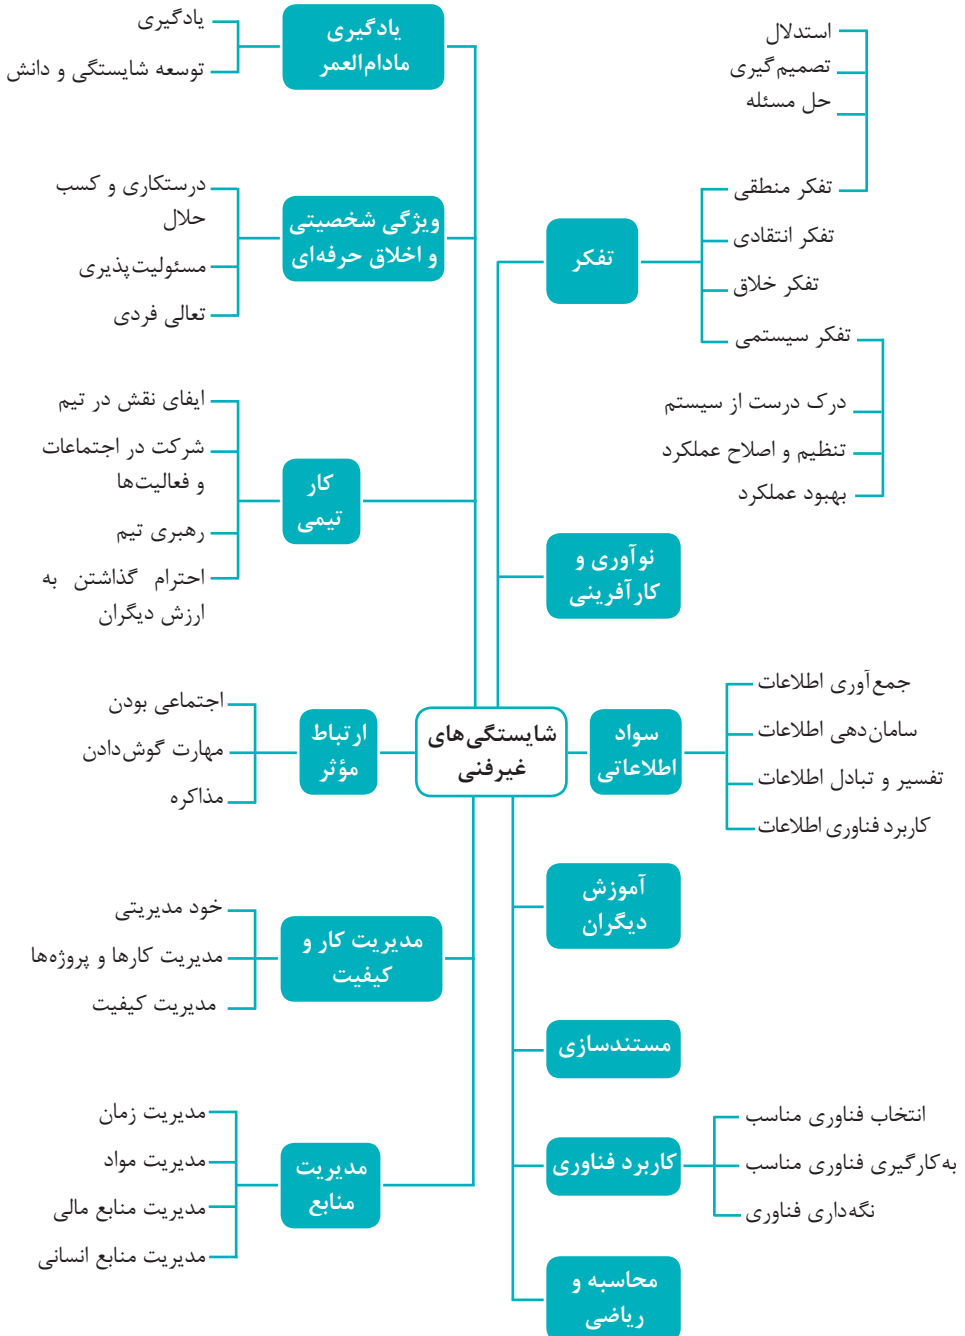 شایستگی‌های
غیرفنی
تفکر
استدلال
تصمیم‌گیری
حل مسئله
تفکر منطقی
تفکر انتقادی
تفکر خلاق
تفکر سیستمی
درک درست از سیستم
تنظیم و اصلاح عملکرد
بهبود عملکرد
نوآوری و
کارآفرینی
سواد
اطلاعاتی
جمع‌آوری اطلاعات
سامان‌دهی اطلاعات
تفسیر و تبادل اطلاعات
کاربرد فناوری اطلاعات
آموزش
دیگران
مستندسازی
کاربرد فناوری
انتخاب فناوری مناسب
به‌کارگیری فناوری مناسب
نگه‌داری فناوری
محاسبه و
ریاضی
یادگیری
مادام‌العمر
یادگیری
توسعه شایستگی و دانش
ویژگی شخصیتی
و اخلاق حرفه‌ای
درستکاری و کسب
حلال
مسئولیت‌پذیری
تعالی فردی
کار
تیمی
ایفای نقش در تیم
شرکت در اجتماعات
و فعالیت‌ها
رهبری تیم
احترام گذاشتن به
ارزش دیگران
ارتباط
مؤثر
اجتماعی بودن
مهارت گوش‌دادن
مذاکره
مدیریت کار و
کیفیت
خود مدیریتی
مدیریت کارها و پروژه‌ها
مدیریت کیفیت
مدیریت
منابع
مدیریت زمان
مدیریت مواد
مدیریت منابع مالی
مدیریت منابع انسانی